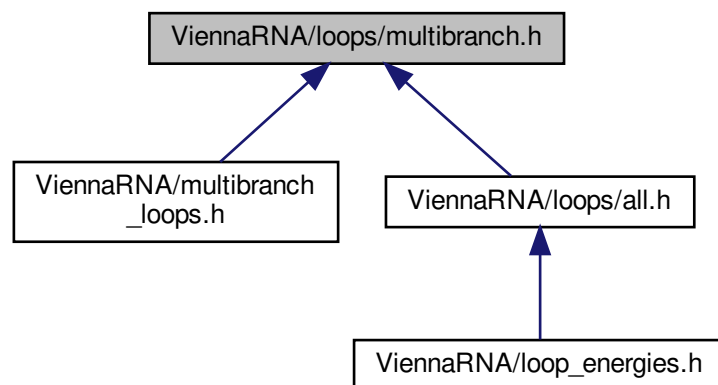 ViennaRNA/loops/multibranch.h
ViennaRNA/multibranch
_loops.h
ViennaRNA/loops/all.h
ViennaRNA/loop_energies.h